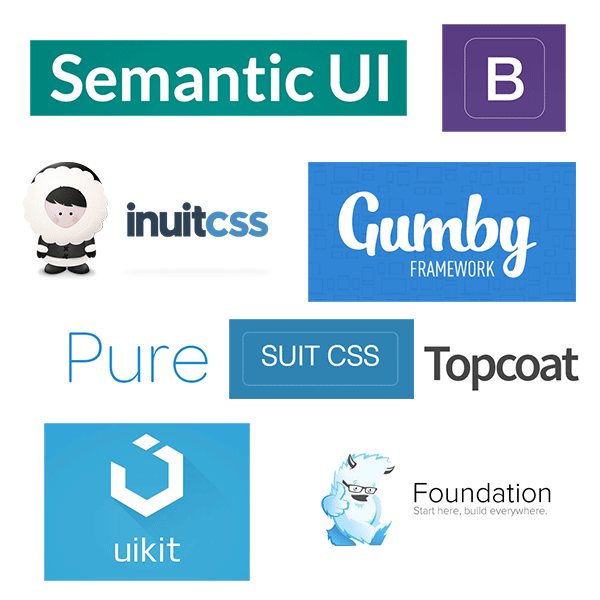 Semantic UI
B
inuitcss
Gumby
FRAMEWORK
Pure
SUIT CSS
Topcoat
uikit
Foundation
Start here, build everywhere.